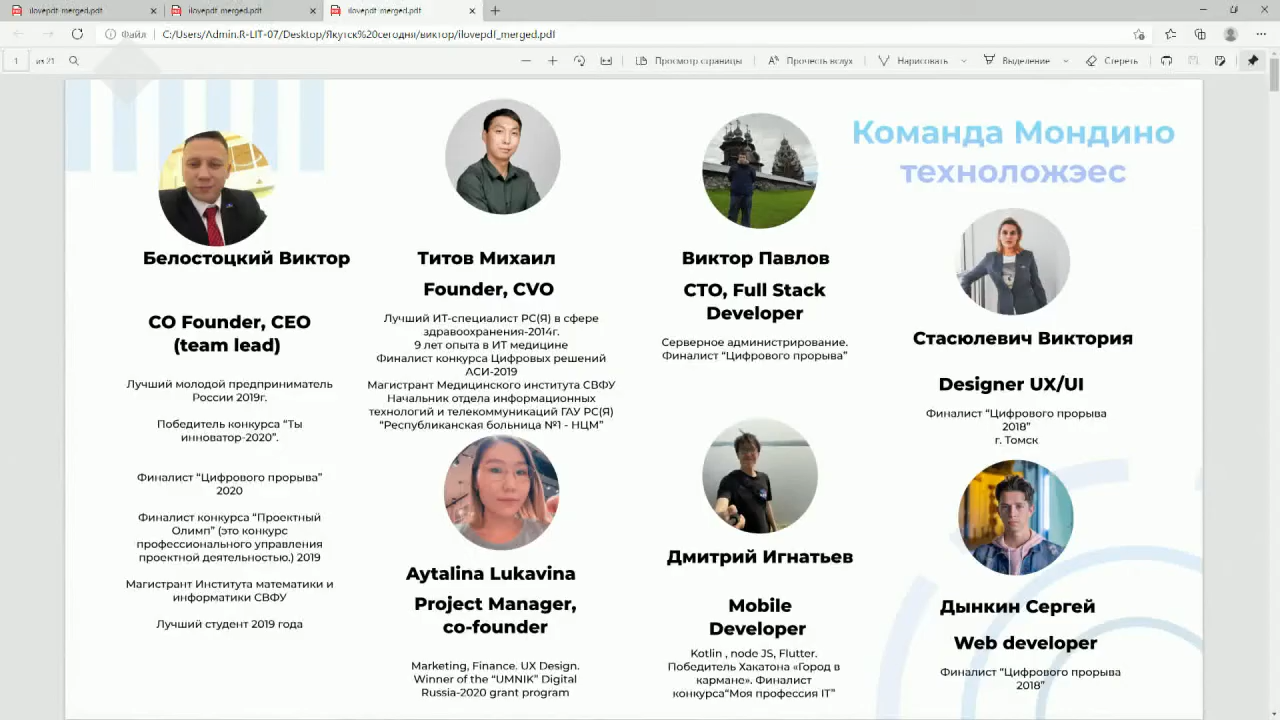 ilovepdf_merged.pdf
ilovepdf_merged.pdf
ilovepdf_merged.pdf
Файл
C:/Users/Admin.R-LIT-07/Desktop/Якутск%20сегодня/виктор/ilovepdf_merged.pdf
1 из 21
Просмотр страницы
Прочесть вслух
Нарисовать
Выделение
Стереть
Команда Мондино
техноложэес
Белостоцкий Виктор
CO Founder, CEO
(team lead)
Лучший молодой предприниматель
России 2019г.
Победитель конкурса “Ты
инноватор-2020”.
Финалист “Цифрового прорыва”
2020
Финалист конкурса “Проектный
Олимп” (это конкурс
профессионального управления
проектной деятельностью.) 2019
Магистрант Института математики и
информатики СВФУ
Лучший студент 2019 года
Титов Михаил
Founder, CVO
Лучший ИТ-специалист РС(Я) в сфере
здравоохранения-2014г.
9 лет опыта в ИТ медицине
Финалист конкурса Цифровых решений
АСИ-2019
Магистрант Медицинского института СВФУ
Начальник отдела информационных
технологий и телекоммуникаций ГАУ РС(Я)
“Республиканская больница №1 - НЦМ”
Aytalina Lukavina
Project Manager,
co-founder
Marketing, Finance. UX Design.
Winner of the “UMNIK” Digital
Russia-2020 grant program
Виктор Павлов
CTO, Full Stack
Developer
Серверное администрирование.
Финалист “Цифрового прорыва”
Дмитрий Игнатьев
Mobile
Developer
Kotlin , node JS, Flutter.
Победитель Хакатона «Город в
кармане». Финалист
конкурса“Моя профессия IT”
Стасюлевич Виктория
Designer UX/UI
Финалист “Цифрового прорыва
2018”
г. Томск
Дынкин Сергей
Web developer
Финалист “Цифрового прорыва
2018”